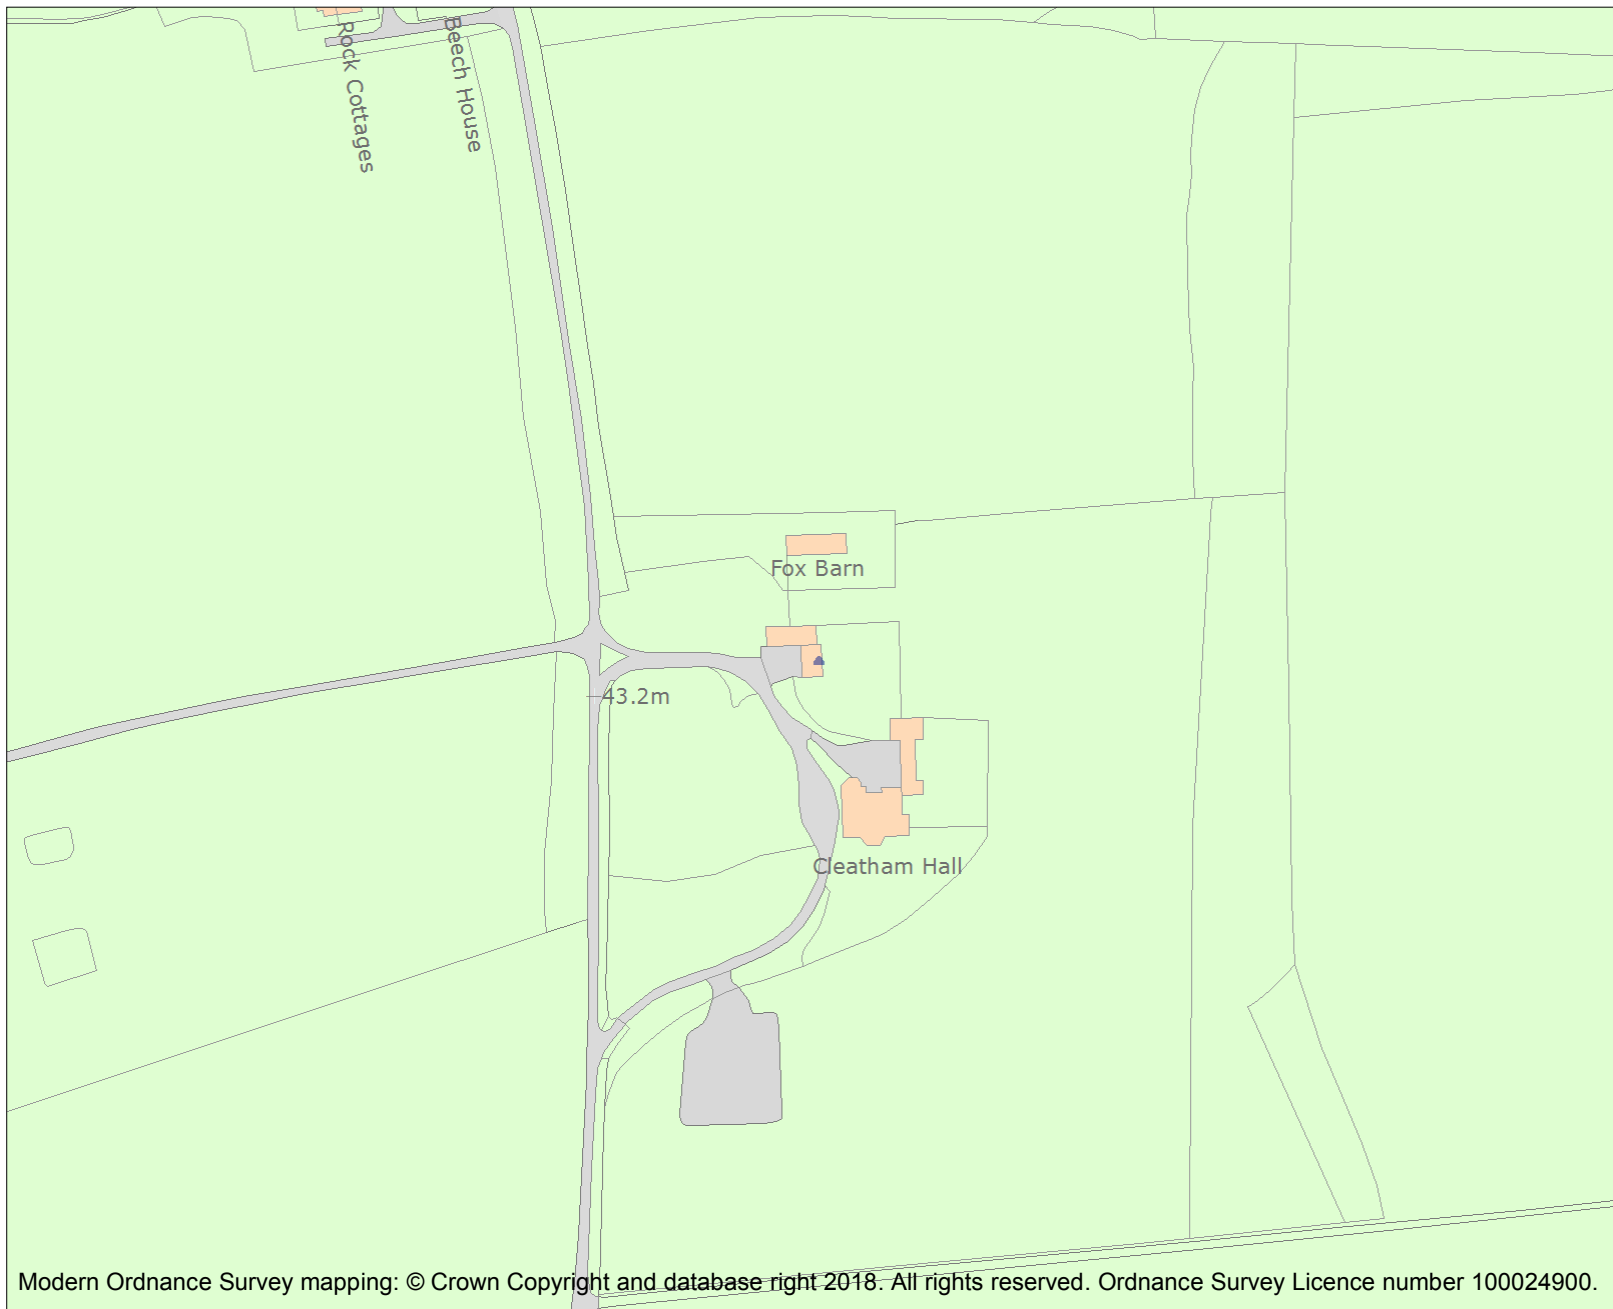 Rock Cottages
Beech House
Fox Barn
43.2m
Cleatham Hall
Modern Ordnance Survey mapping: © Crown Copyright and database right 2018. All rights reserved. Ordnance Survey Licence number 100024900.